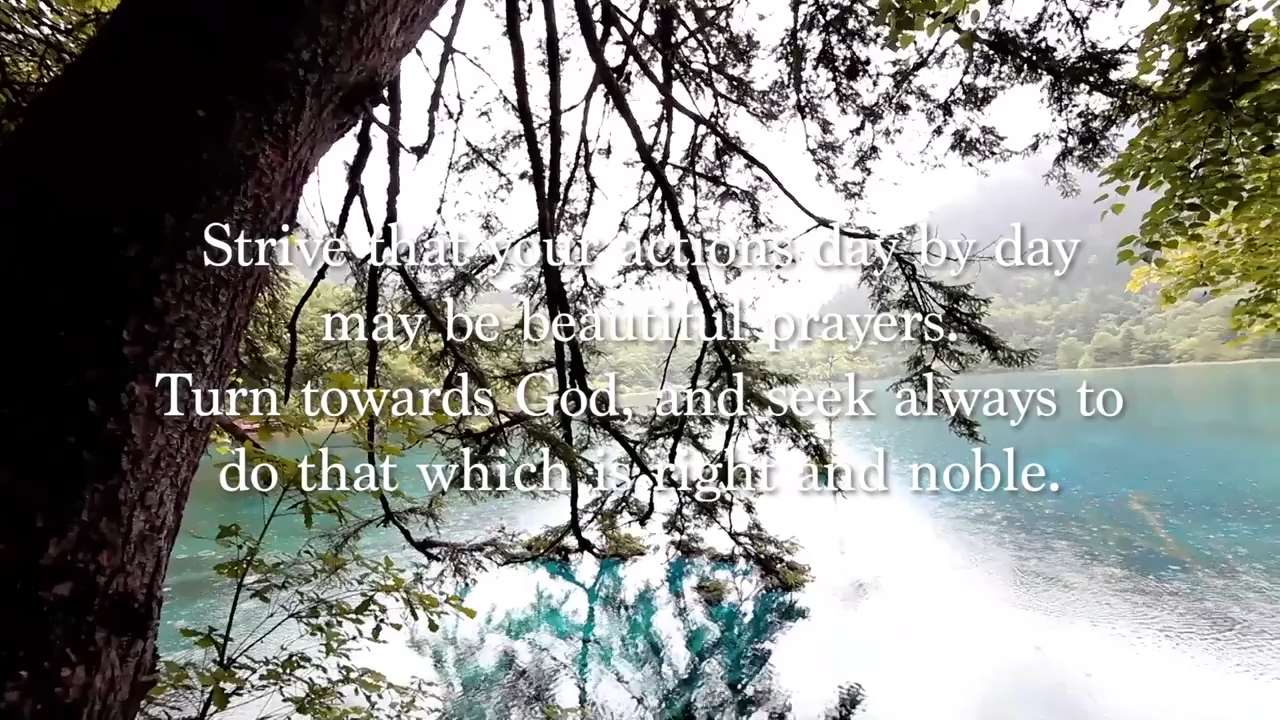 Strive that your actions day by day
may be beautiful prayers.
Turn towards God, and seek always to
do that which is right and noble.